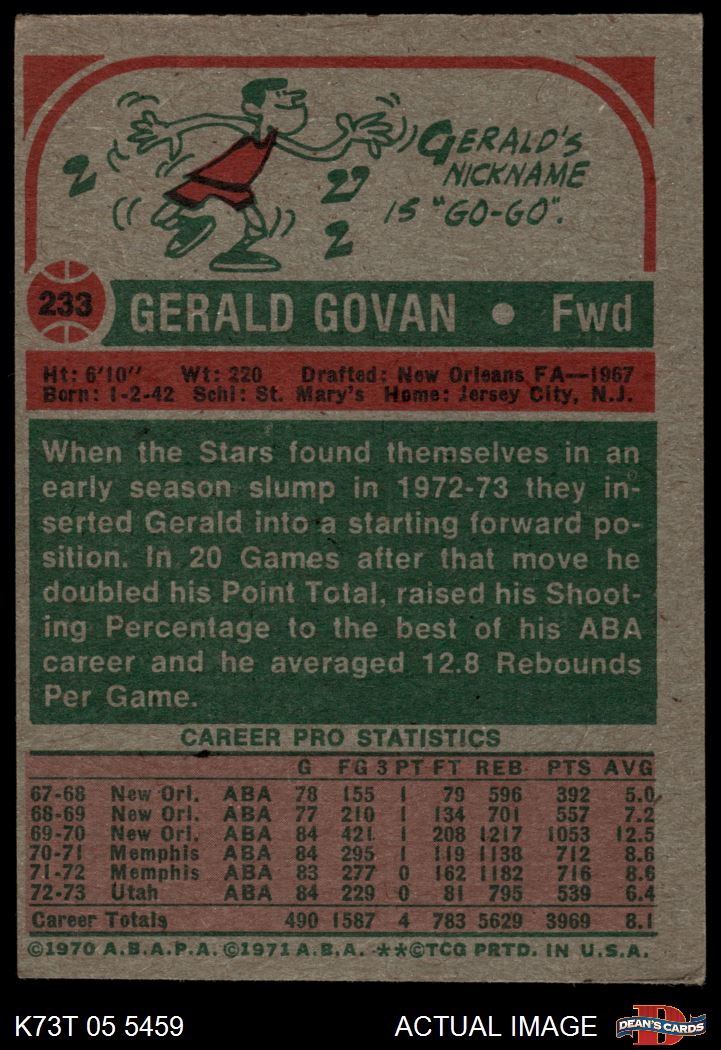 GERALD'S
NICKNAME
IS "GO-GO".
2
2
2
2
233
GERALD GOVAN • Fwd
Ht: 6'10" Wt: 220 Drafted: New Orleans FA—1967
Born: 1-2-42 Schl: St. Mary's Home: Jersey City, N.J.
When the Stars found themselves in an
early season slump in 1972-73 they in-
serted Gerald into a starting forward po-
sition. In 20 Games after that move he
doubled his Point Total, raised his Shoot-
ing Percentage to the best of his ABA
career and he averaged 12.8 Rebounds
Per Game.
CAREER PRO STATISTICS
G FG 3PT FT REB PTS AVG
67-68 New Orl. ABA 78 155 1 79 596 392 5.0
68-69 New Orl. ABA 77 210 1 134 701 557 7.2
69-70 New Orl. ABA 84 421 1 208 1217 1053 12.5
70-71 Memphis ABA 84 295 1 119 1138 712 8.6
71-72 Memphis ABA 83 277 0 162 1182 716 8.6
72-73 Utah ABA 84 229 0 81 795 539 6.4
Career Totals 490 1587 4 783 5629 3969 8.1
©1970 A.B.A.P.A. ©1971 A.B.A. **©TCG PRTD. IN U.S.A.
K73T 05 5459 ACTUAL IMAGE D DEAN'S CARDS